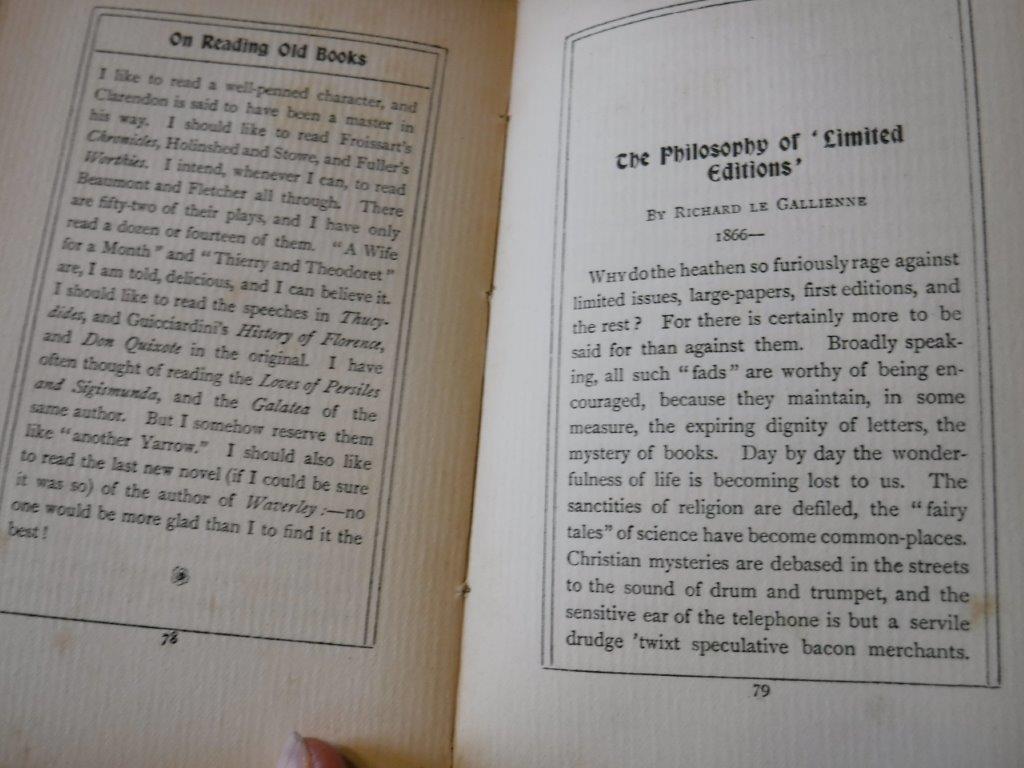 On Reading Old Books
I like to read a well-penned character, and
Clarendon is said to have been a master in
his way. I should like to read Froissart's
Chronicles, Holinshed and Stowe, and Fuller's
Worthies. I intend, whenever I can, to read
Beaumont and Fletcher all through. There
are fifty-two of their plays, and I have only
read a dozen or fourteen of them. "A Wife
for a Month" and "Thierry and Theodoret"
are, I am told, delicious, and I can believe it.
I should like to read the speeches in Thucy-
dides, and Guicciardini's History of Florence,
and Don Quixote in the original. I have
often thought of reading the Loves of Persiles
and Sigismunda, and the Galatea of the
same author. But I somehow reserve them
like "another Yarrow." I should also like
to read the last new novel (if I could be sure
it was so) of the author of Waverley:—no
one would be more glad than I to find it the
best!
78
The Philosophy of 'Limited
Editions'
BY RICHARD LE GALLIENNE
1866—
WHY do the heathen so furiously rage against
limited issues, large-papers, first editions, and
the rest? For there is certainly more to be
said for than against them. Broadly speak-
ing, all such "fads" are worthy of being en-
couraged, because they maintain, in some
measure, the expiring dignity of letters, the
mystery of books. Day by day the wonder-
fulness of life is becoming lost to us. The
sanctities of religion are defiled, the "fairy
tales" of science have become common-places.
Christian mysteries are debased in the streets
to the sound of drum and trumpet, and the
sensitive ear of the telephone is but a servile
drudge 'twixt speculative bacon merchants.
79